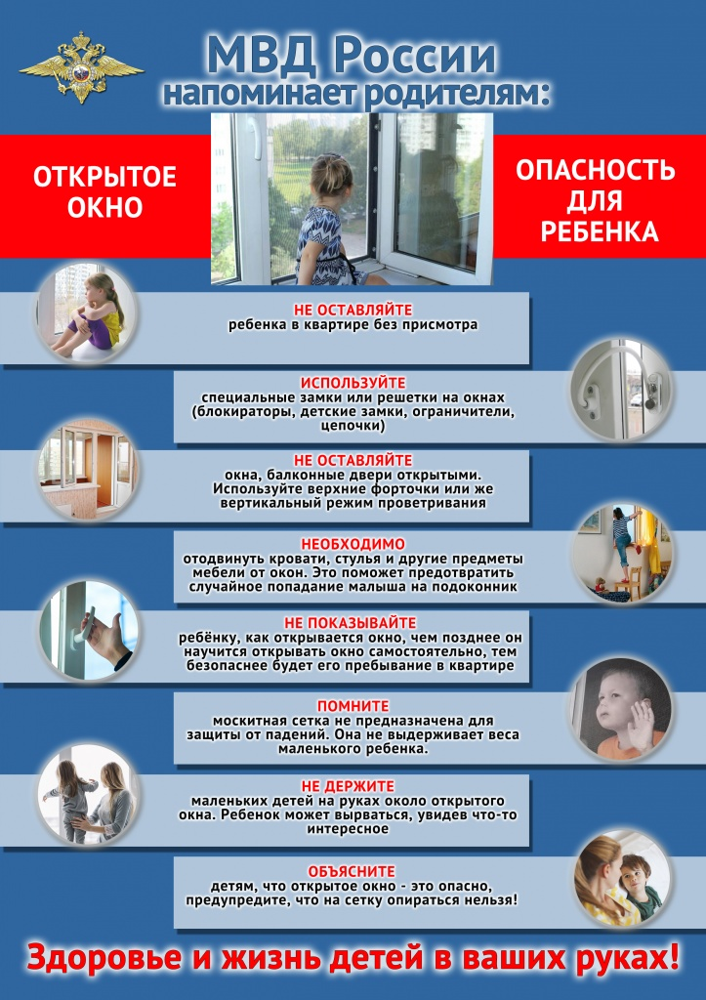 МВД России
напоминает родителям:
ОТКРЫТОЕ
ОКНО
ОПАСНОСТЬ
ДЛЯ
РЕБЕНКА
НЕ ОСТАВЛЯЙТЕ
ребенка в квартире без присмотра
ИСПОЛЬЗУЙТЕ
специальные замки или решетки на окнах
(блокираторы, детские замки, ограничители,
цепочки)
НЕ ОСТАВЛЯЙТЕ
окна, балконные двери открытыми.
Используйте верхние форточки или же
вертикальный режим проветривания
НЕОБХОДИМО
отодвинуть кровати, стулья и другие предметы
мебели от окон. Это поможет предотвратить
случайное попадание малыша на подоконник
НЕ ПОКАЗЫВАЙТЕ
ребёнку, как открывается окно, чем позднее он
научится открывать окно самостоятельно, тем
безопаснее будет его пребывание в квартире
ПОМНИТЕ
москитная сетка не предназначена для
защиты от падений. Она не выдерживает веса
маленького ребенка.
НЕ ДЕРЖИТЕ
маленьких детей на руках около открытого
окна. Ребенок может вырваться, увидев что-то
интересное
ОБЪЯСНИТЕ
детям, что открытое окно - это опасно,
предупредите, что на сетку опираться нельзя!
Здоровье и жизнь детей в ваших руках!